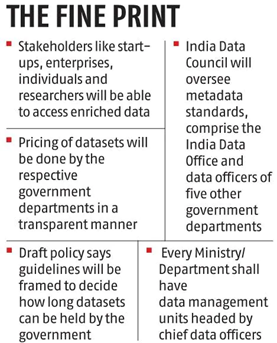 THE FINE PRINT
Stakeholders like start-
ups, enterprises,
individuals and
researchers will be able
to access enriched data
Pricing of datasets will
be done by the
respective
government
departments in a
transparent manner
Draft policy says
guidelines will be
framed to decide
how long datasets
can be held by the
government
India Data
Council will
oversee
metadata
standards,
comprise the
India Data
Office and
data officers of
five other
government
departments
Every Ministry/
Department shall
have
data management
units headed by
chief data officers